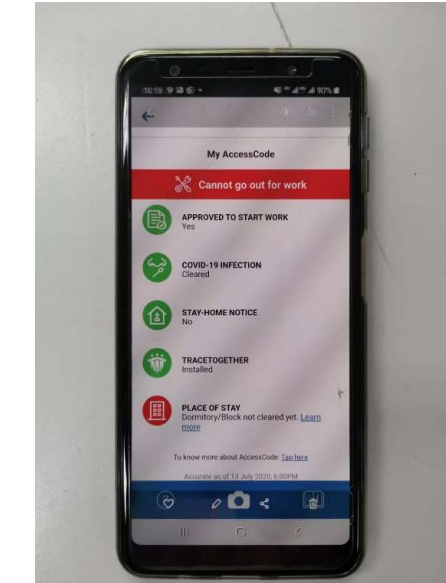 My AccessCode
Cannot go out for work
APPROVED TO START WORK
Yes
COVID-19 INFECTION
Cleared
STAY-HOME NOTICE
No
TRACETOGETHER
Installed
PLACE OF STAY
Dormitory/Block not cleared yet. Learn
more
To know more about AccessCode: Tap here
Accurate as of 13 July 2020, 6:00PM